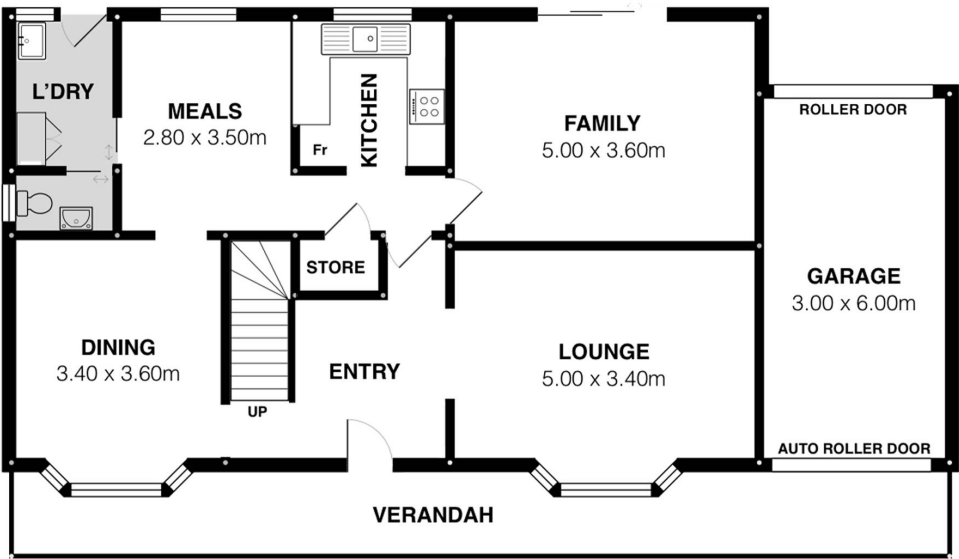 L'DRY
MEALS
2.80 x 3.50m
KITCHEN
Fr
FAMILY
5.00 x 3.60m
ROLLER DOOR
GARAGE
3.00 x 6.00m
STORE
DINING
3.40 x 3.60m
UP
ENTRY
LOUNGE
5.00 x 3.40m
AUTO ROLLER DOOR
VERANDAH